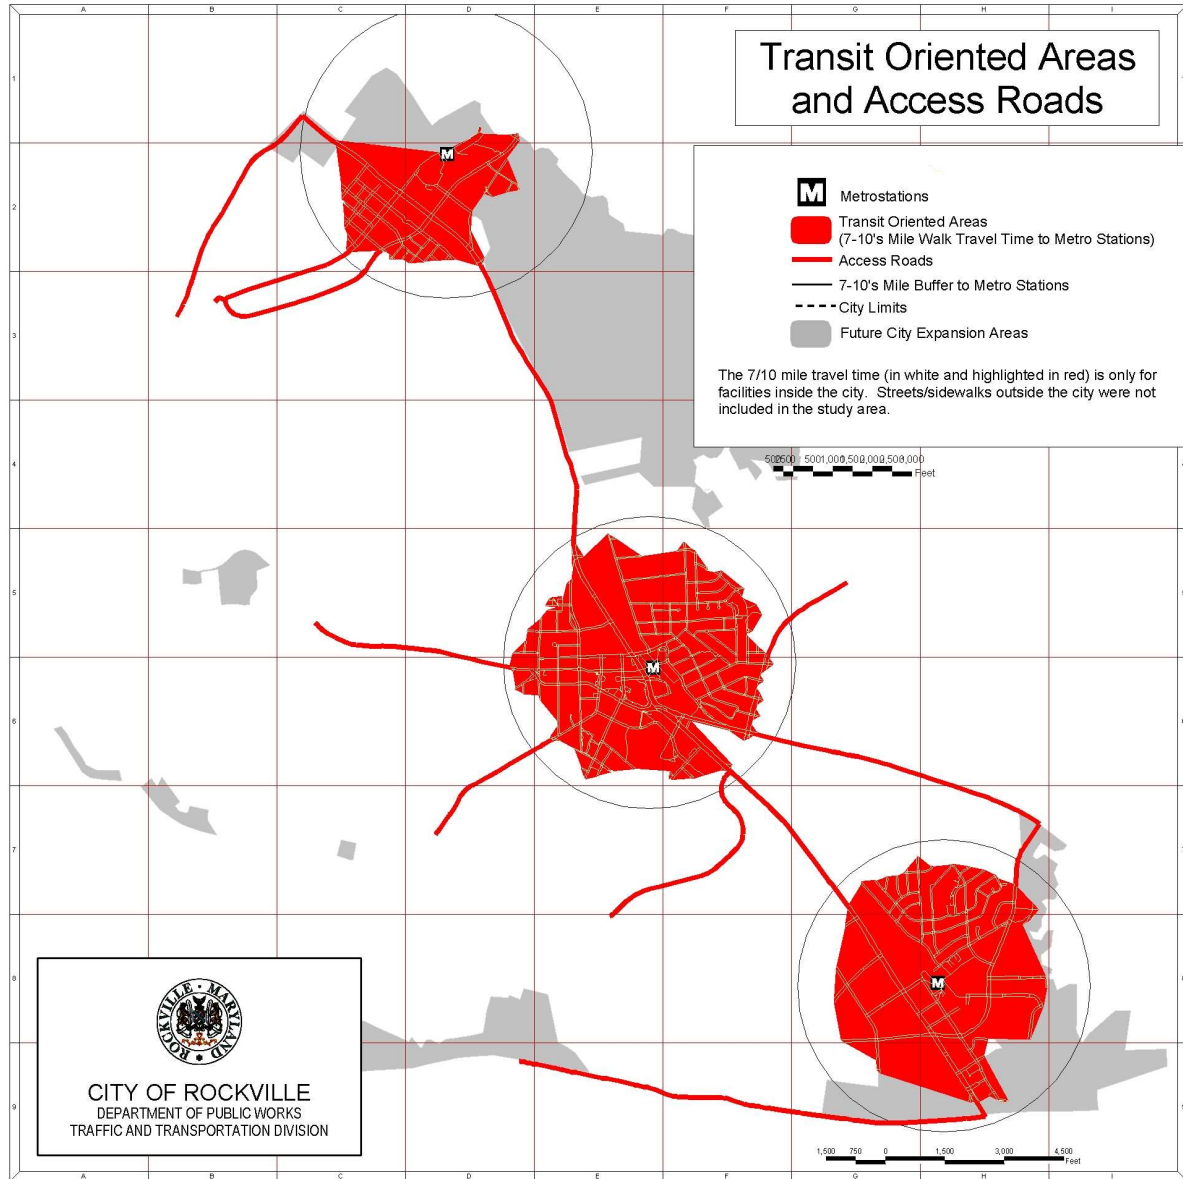 A B C D E F G H I
Transit Oriented Areas
and Access Roads
M Metrostations
Transit Oriented Areas
(7-10's Mile Walk Travel Time to Metro Stations)
Access Roads
7-10's Mile Buffer to Metro Stations
City Limits
Future City Expansion Areas
The 7/10 mile travel time (in white and highlighted in red) is only for
facilities inside the city. Streets/sidewalks outside the city were not
included in the study area.
Feet
1
2
3
4
5
6
7
8
9
M
M
M
ROCKVILLE MARYLAND
CITY OF ROCKVILLE
DEPARTMENT OF PUBLIC WORKS
TRAFFIC AND TRANSPORTATION DIVISION
1,500 750 0 1,500 3,000 4,500
Feet
A B C D E F G H I